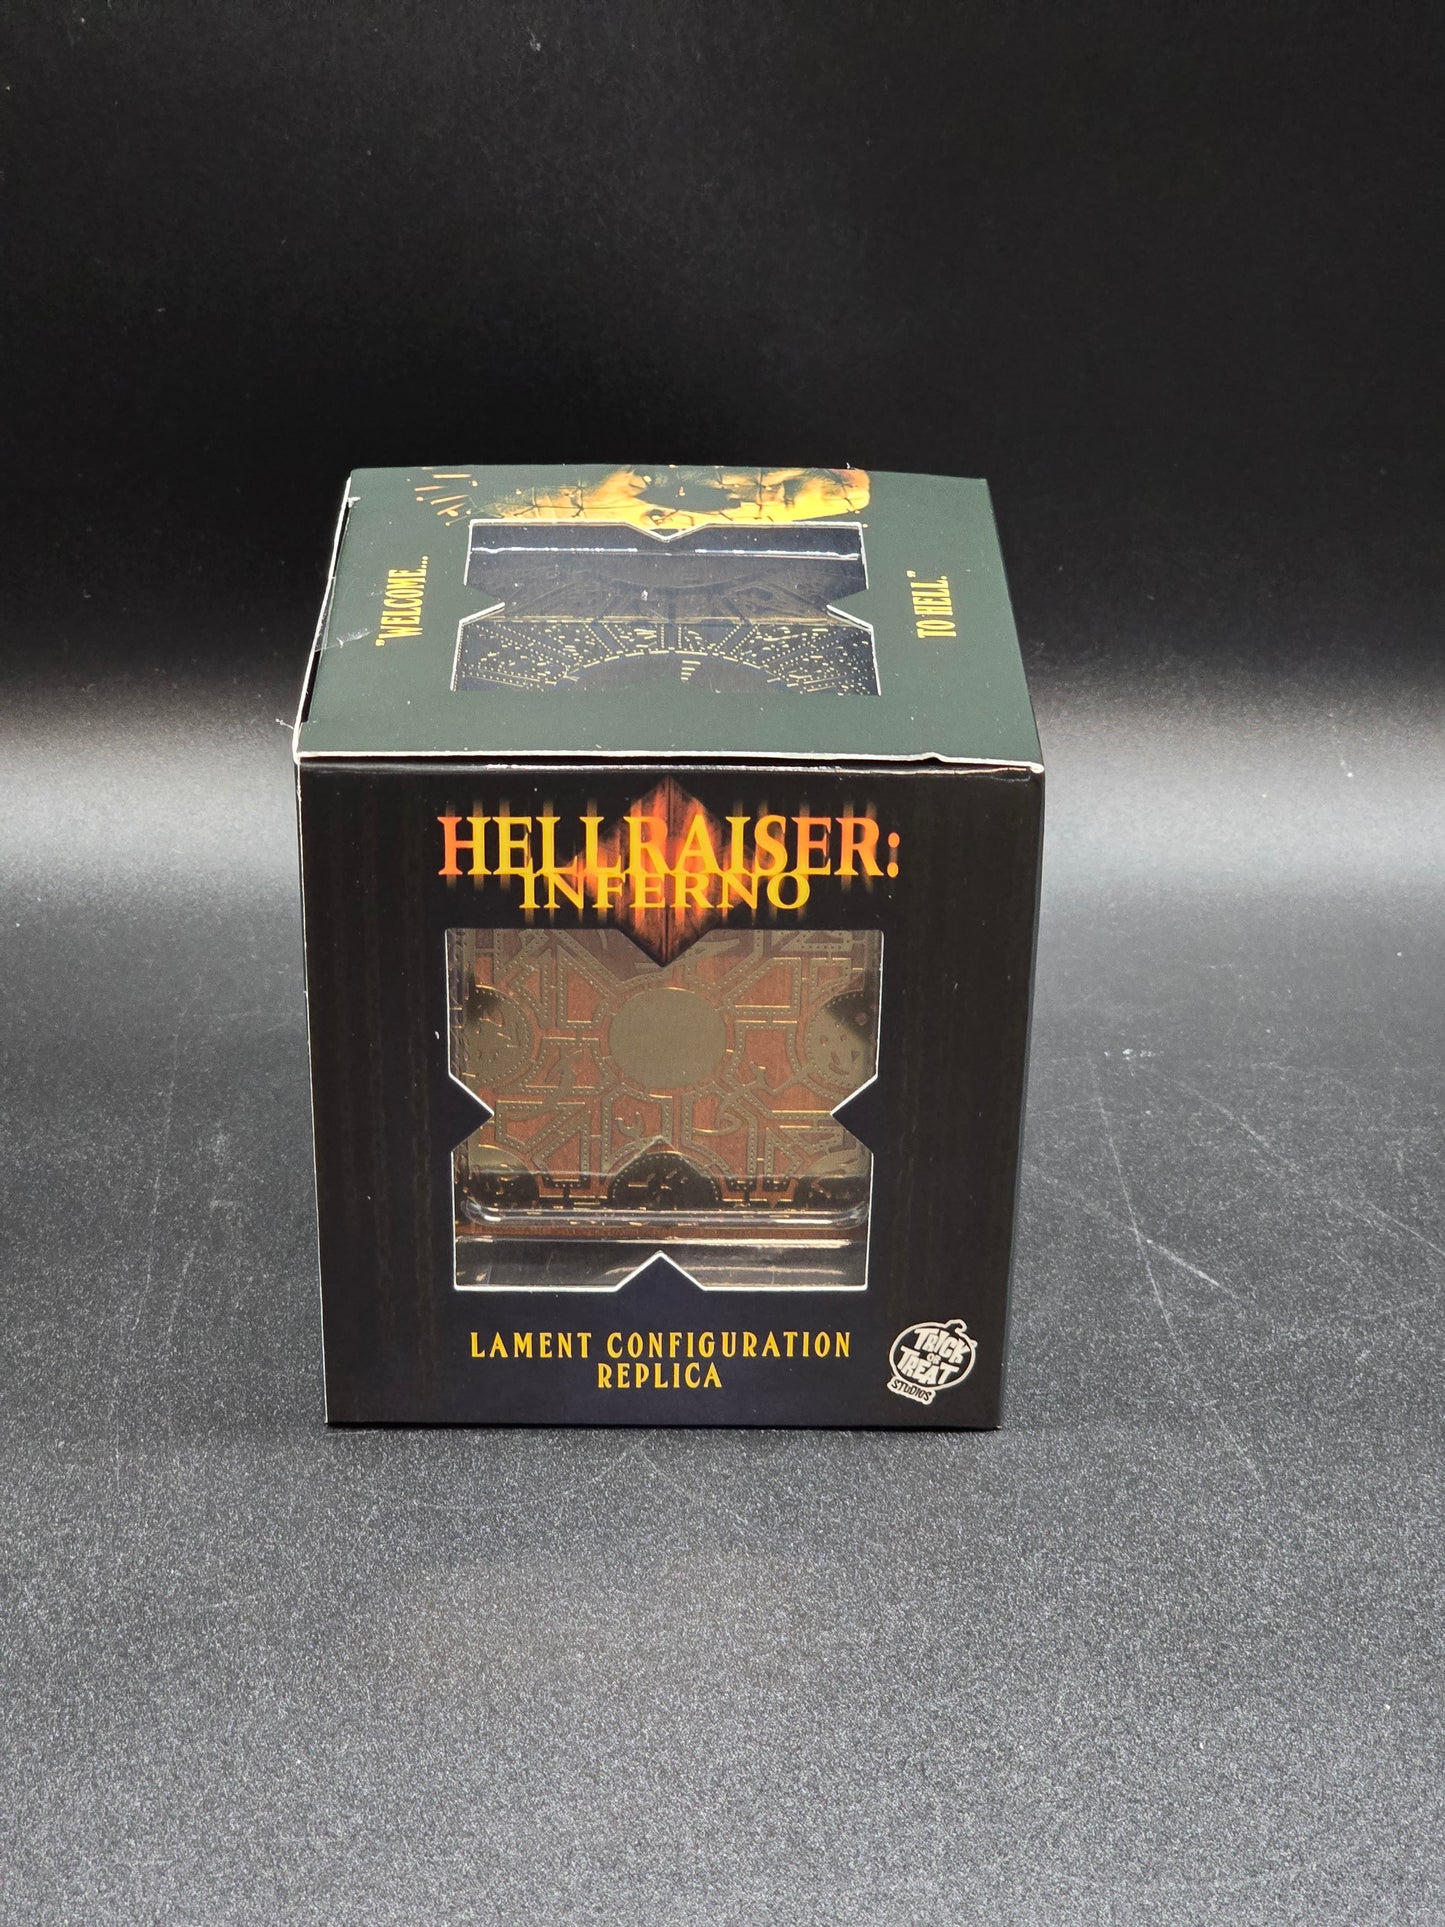 "WELCOME...
TO HELL."
HELLRAISER:
INFERNO
LAMENT CONFIGURATION
REPLICA
TRICK
OR
TREAT
STUDIOS